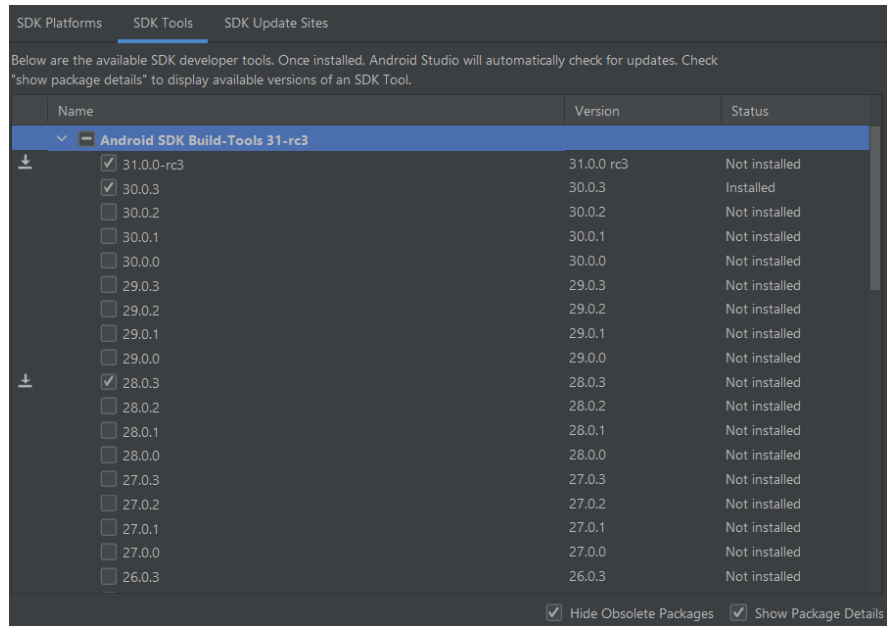 SDK Platforms SDK Tools SDK Update Sites
Below are the available SDK developer tools. Once installed, Android Studio will automatically check for updates. Check
"show package details" to display available versions of an SDK Tool.
Name Version Status
Android SDK Build-Tools 31-rc3
31.0.0-rc3 31.0.0 rc3 Not installed
30.0.3 30.0.3 Installed
30.0.2 30.0.2 Not installed
30.0.1 30.0.1 Not installed
30.0.0 30.0.0 Not installed
29.0.3 29.0.3 Not installed
29.0.2 29.0.2 Not installed
29.0.1 29.0.1 Not installed
29.0.0 29.0.0 Not installed
28.0.3 28.0.3 Not installed
28.0.2 28.0.2 Not installed
28.0.1 28.0.1 Not installed
28.0.0 28.0.0 Not installed
27.0.3 27.0.3 Not installed
27.0.2 27.0.2 Not installed
27.0.1 27.0.1 Not installed
27.0.0 27.0.0 Not installed
26.0.3 26.0.3 Not installed
Hide Obsolete Packages Show Package Details